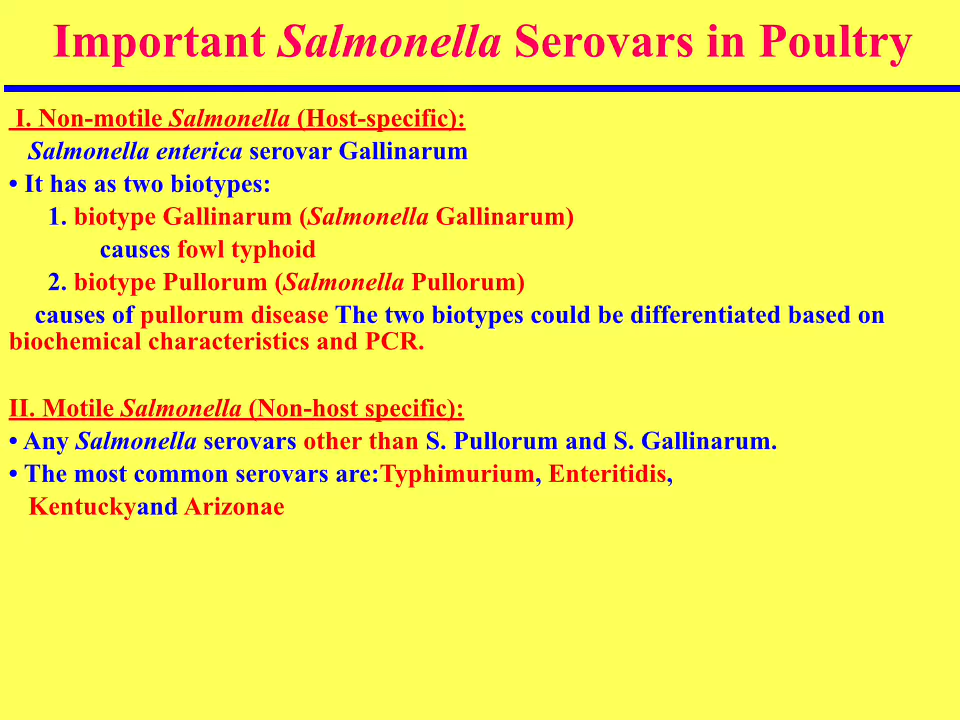 Important Salmonella Serovars in Poultry
I. Non-motile Salmonella (Host-specific):
Salmonella enterica serovar Gallinarum
• It has as two biotypes:
1. biotype Gallinarum (Salmonella Gallinarum)
causes fowl typhoid
2. biotype Pullorum (Salmonella Pullorum)
causes of pullorum disease The two biotypes could be differentiated based on
biochemical characteristics and PCR.
II. Motile Salmonella (Non-host specific):
• Any Salmonella serovars other than S. Pullorum and S. Gallinarum.
• The most common serovars are:Typhimurium, Enteritidis,
Kentuckyand Arizonae